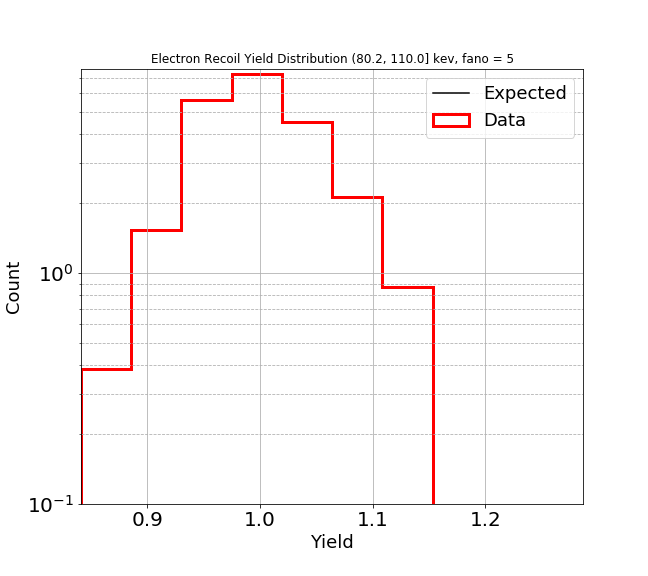 Electron Recoil Yield Distribution (80.2, 110.0] kev, fano = 5
Expected
Data
Count
10⁰
10⁻¹
0.9 1.0 1.1 1.2
Yield